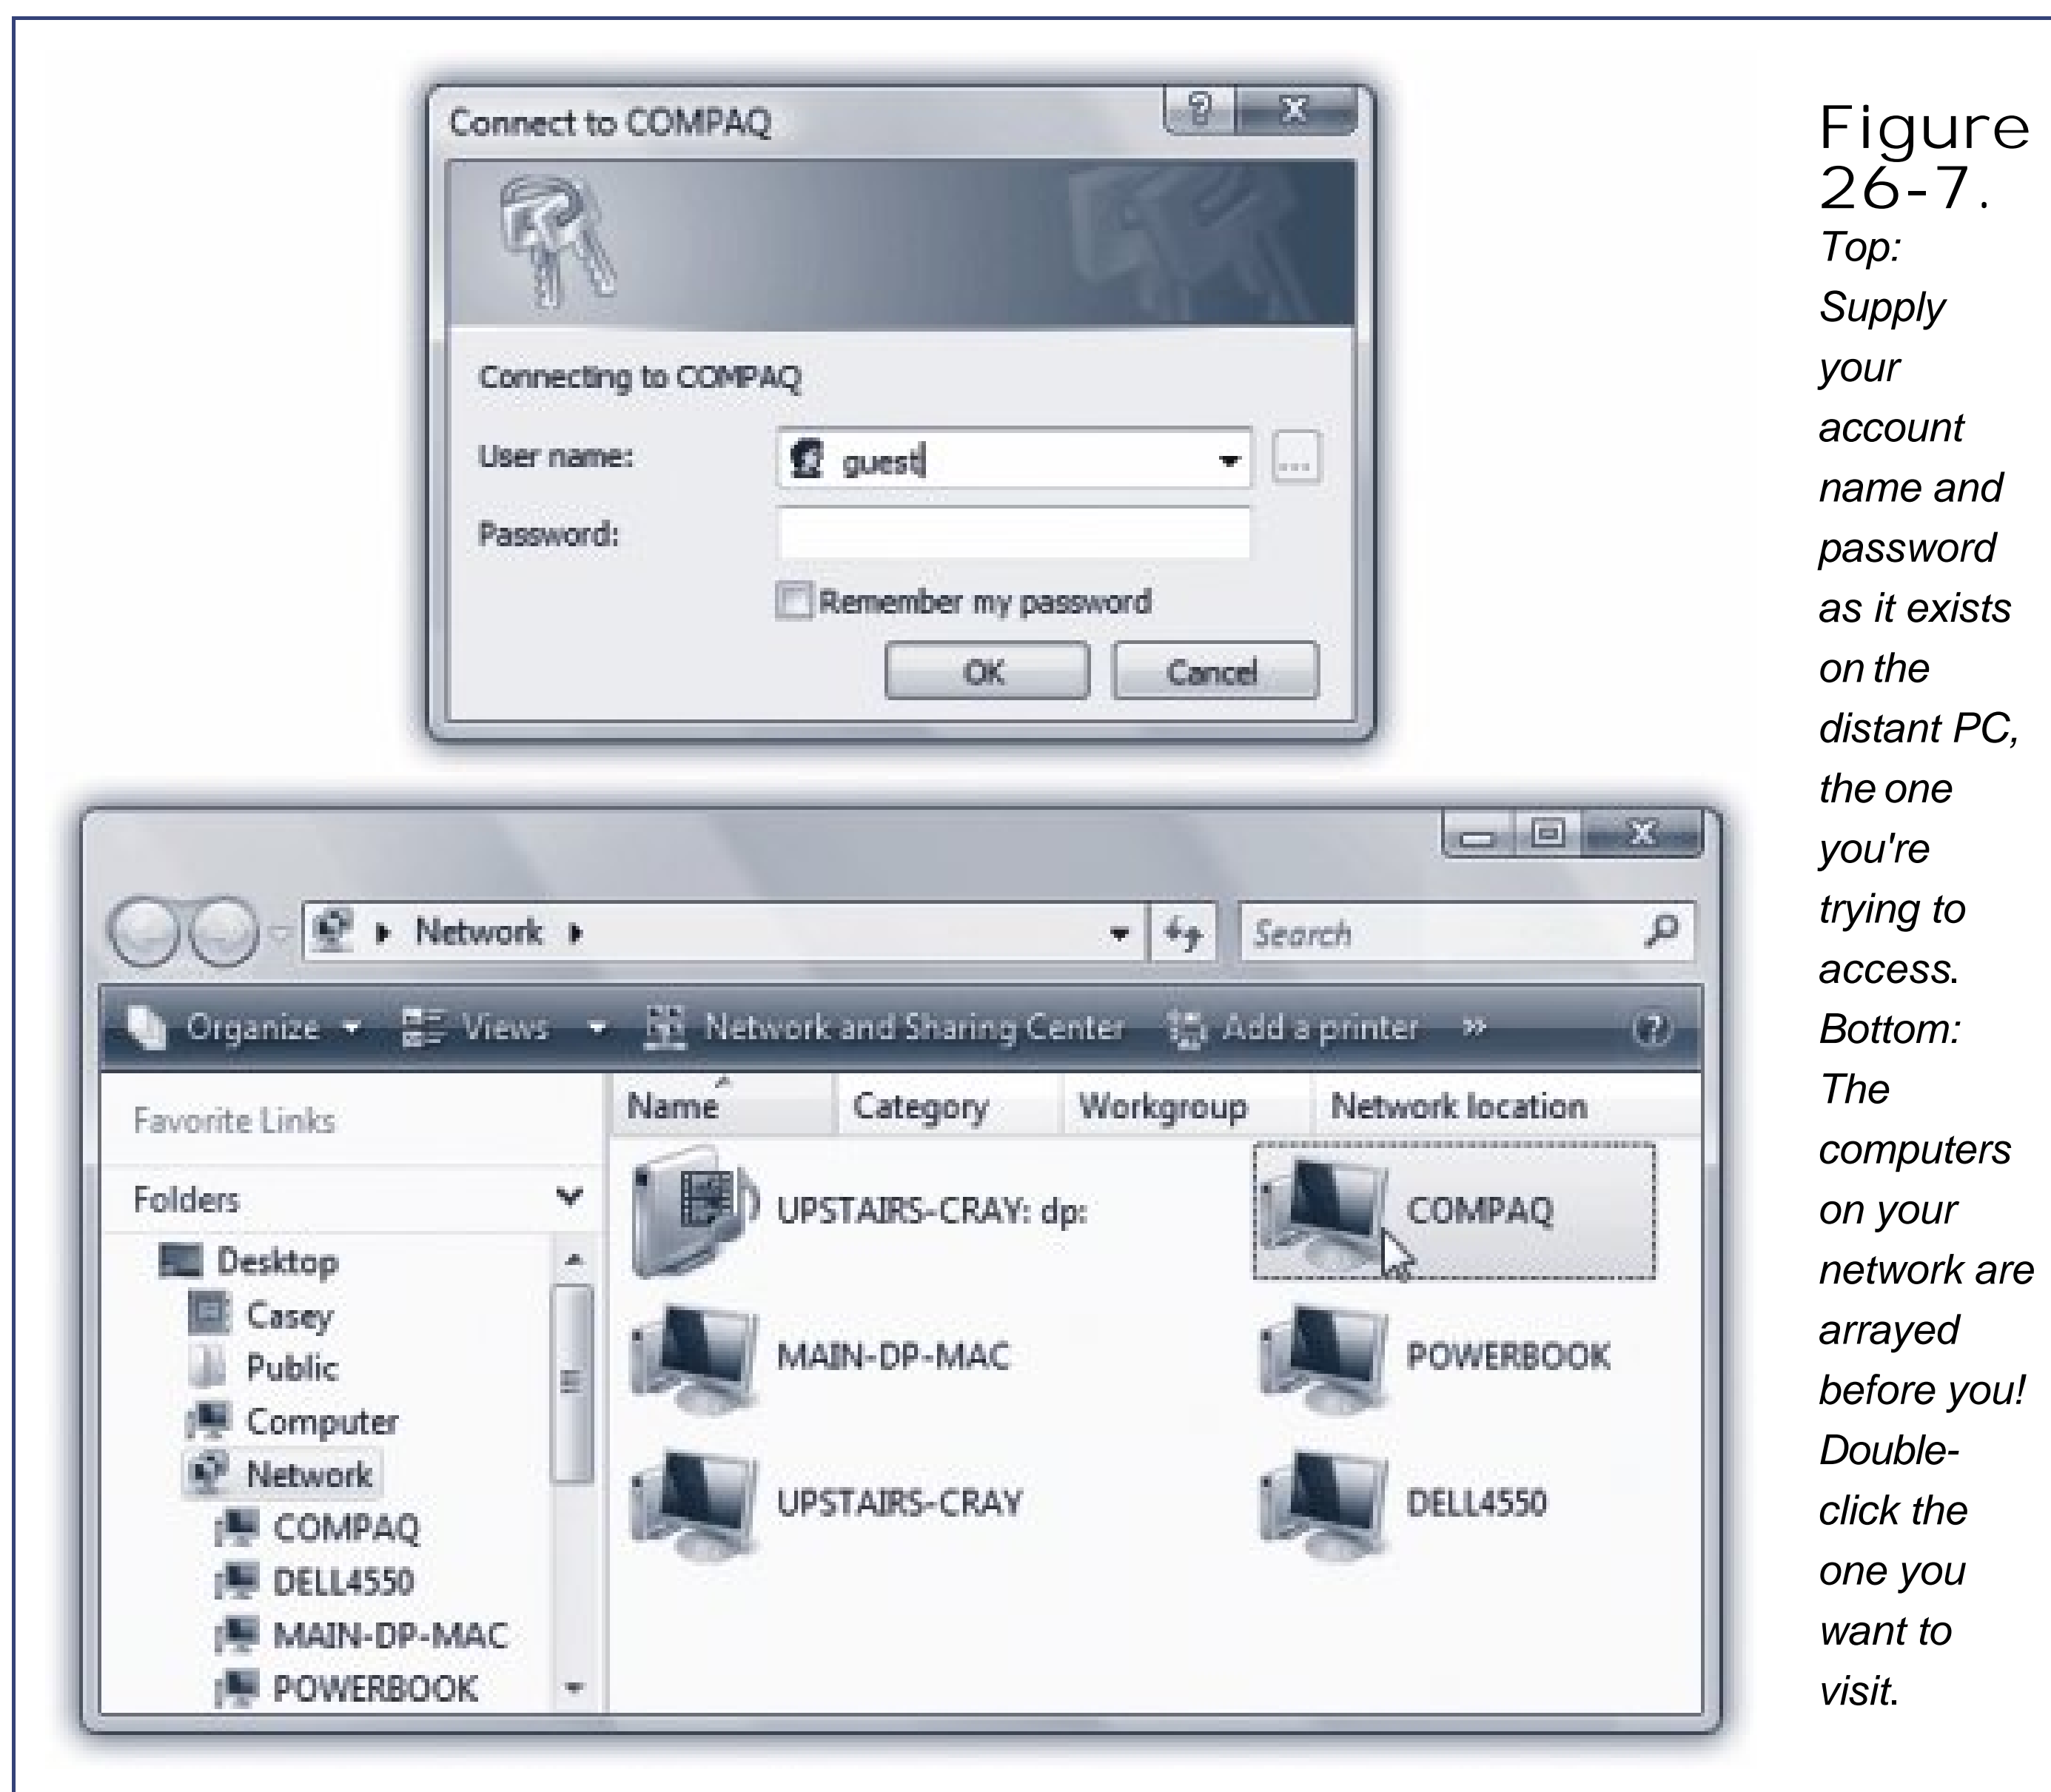 Connect to COMPAQ
Connecting to COMPAQ
User name:
guest
...
Password:
Remember my password
OK
Cancel
Network
Search
Organize
Views
Network and Sharing Center
Add a printer
»
?
Favorite Links
Name
Category
Workgroup
Network location
Folders
Desktop
Casey
Public
Computer
Network
COMPAQ
DELL4550
MAIN-DP-MAC
POWERBOOK
UPSTAIRS-CRAY: dp:
COMPAQ
MAIN-DP-MAC
POWERBOOK
UPSTAIRS-CRAY
DELL4550
Figure
26-7.
Top:
Supply
your
account
name and
password
as it exists
on the
distant PC,
the one
you're
trying to
access.
Bottom:
The
computers
on your
network are
arrayed
before you!
Double-
click the
one you
want to
visit.